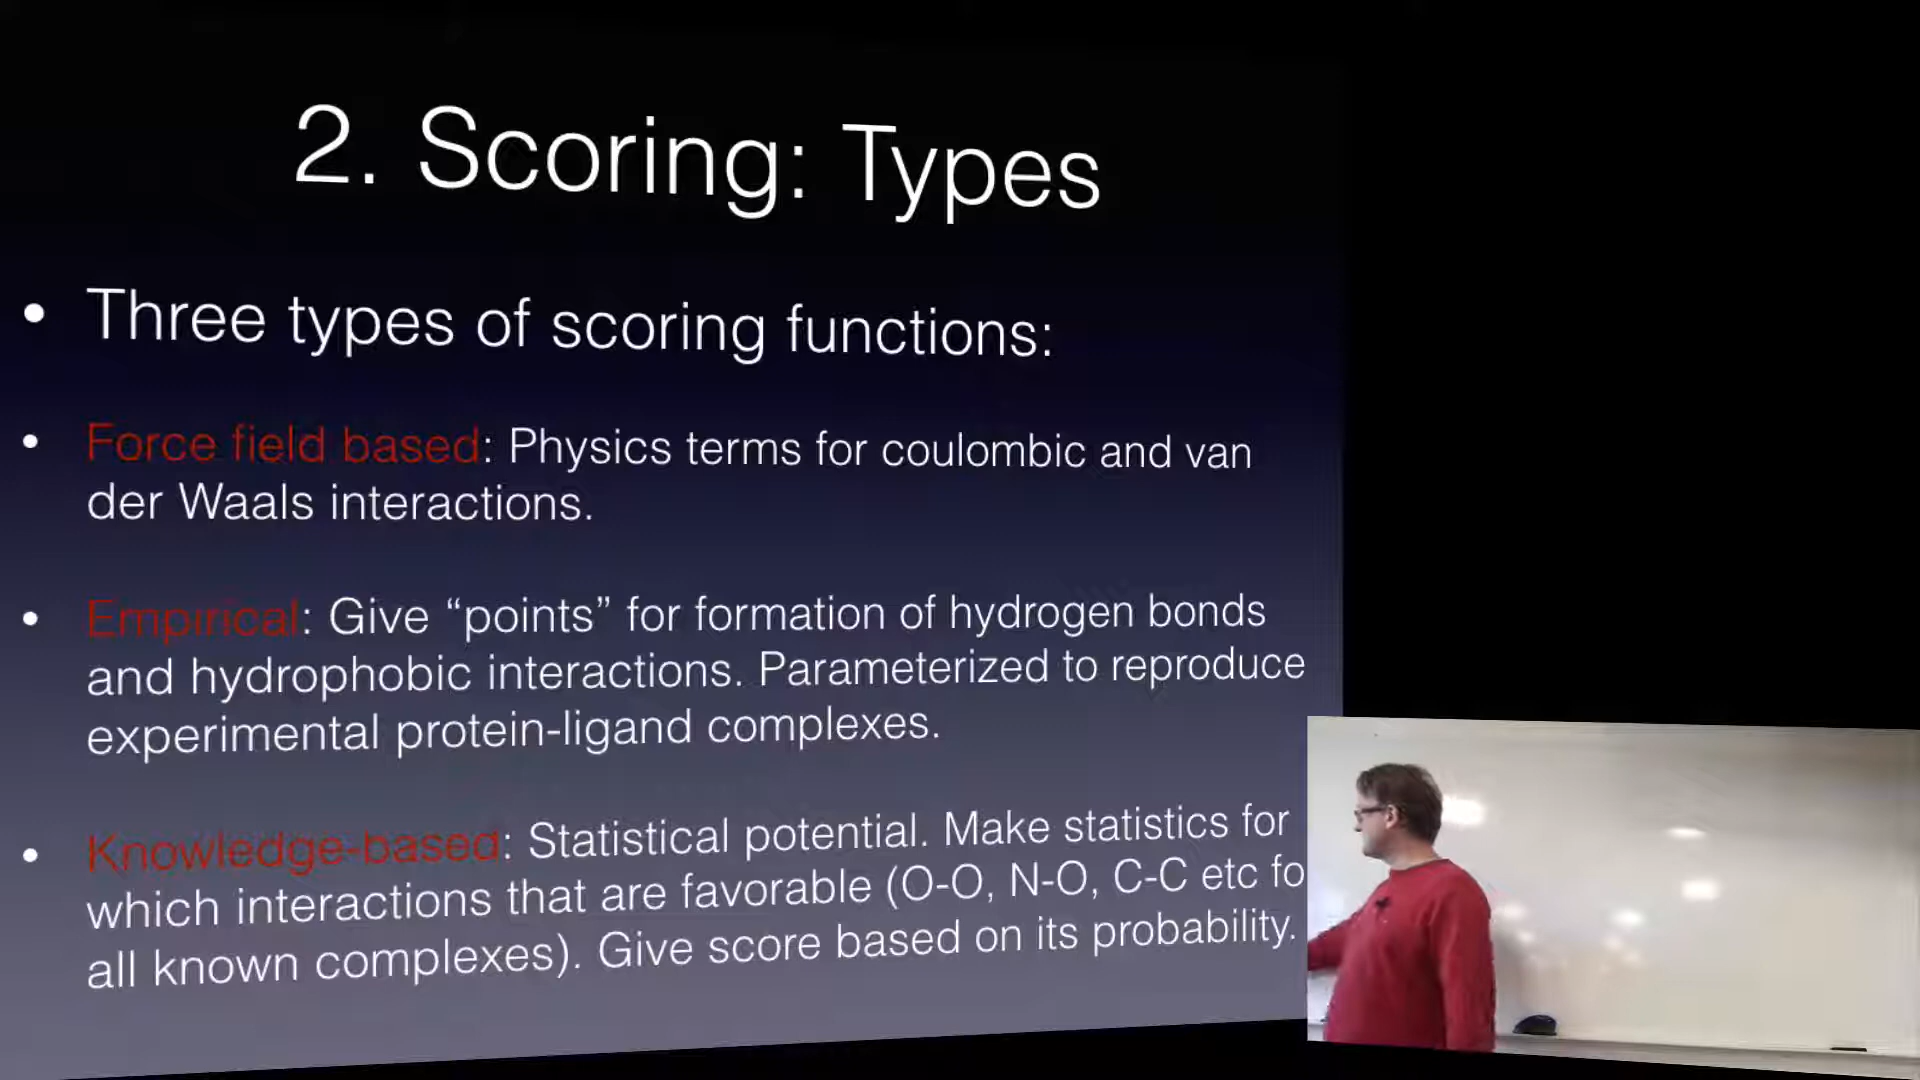 2. Scoring: Types
• Three types of scoring functions:
• Force field based: Physics terms for coulombic and van
der Waals interactions.
• Empirical: Give “points” for formation of hydrogen bonds
and hydrophobic interactions. Parameterized to reproduce
experimental protein-ligand complexes.
• Knowledge-based: Statistical potential. Make statistics for
which interactions that are favorable (O-O, N-O, C-C etc fo
all known complexes). Give score based on its probability.